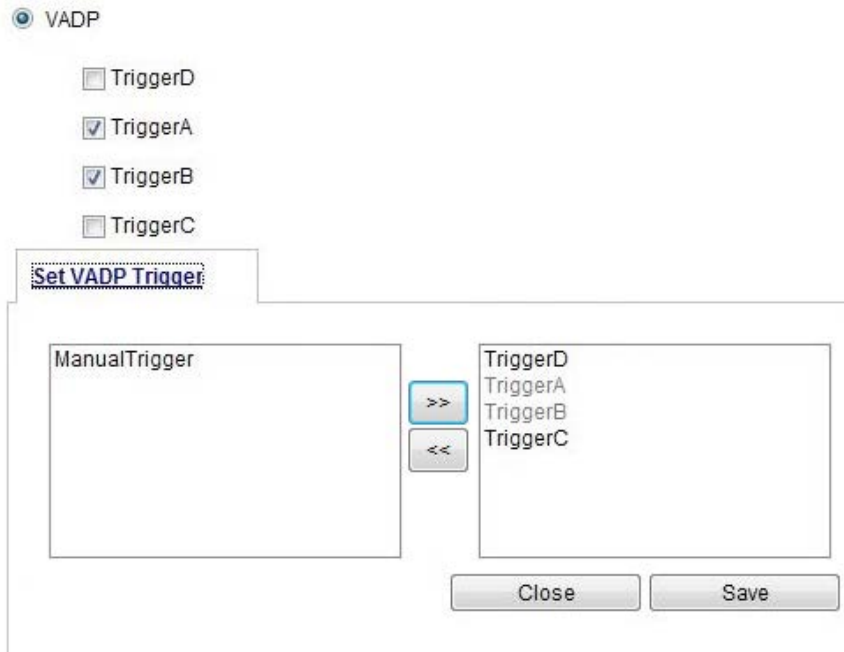 VADP
TriggerD
TriggerA
TriggerB
TriggerC
Set VADP Trigger
ManualTrigger
>>
<<
TriggerD
TriggerA
TriggerB
TriggerC
Close Save